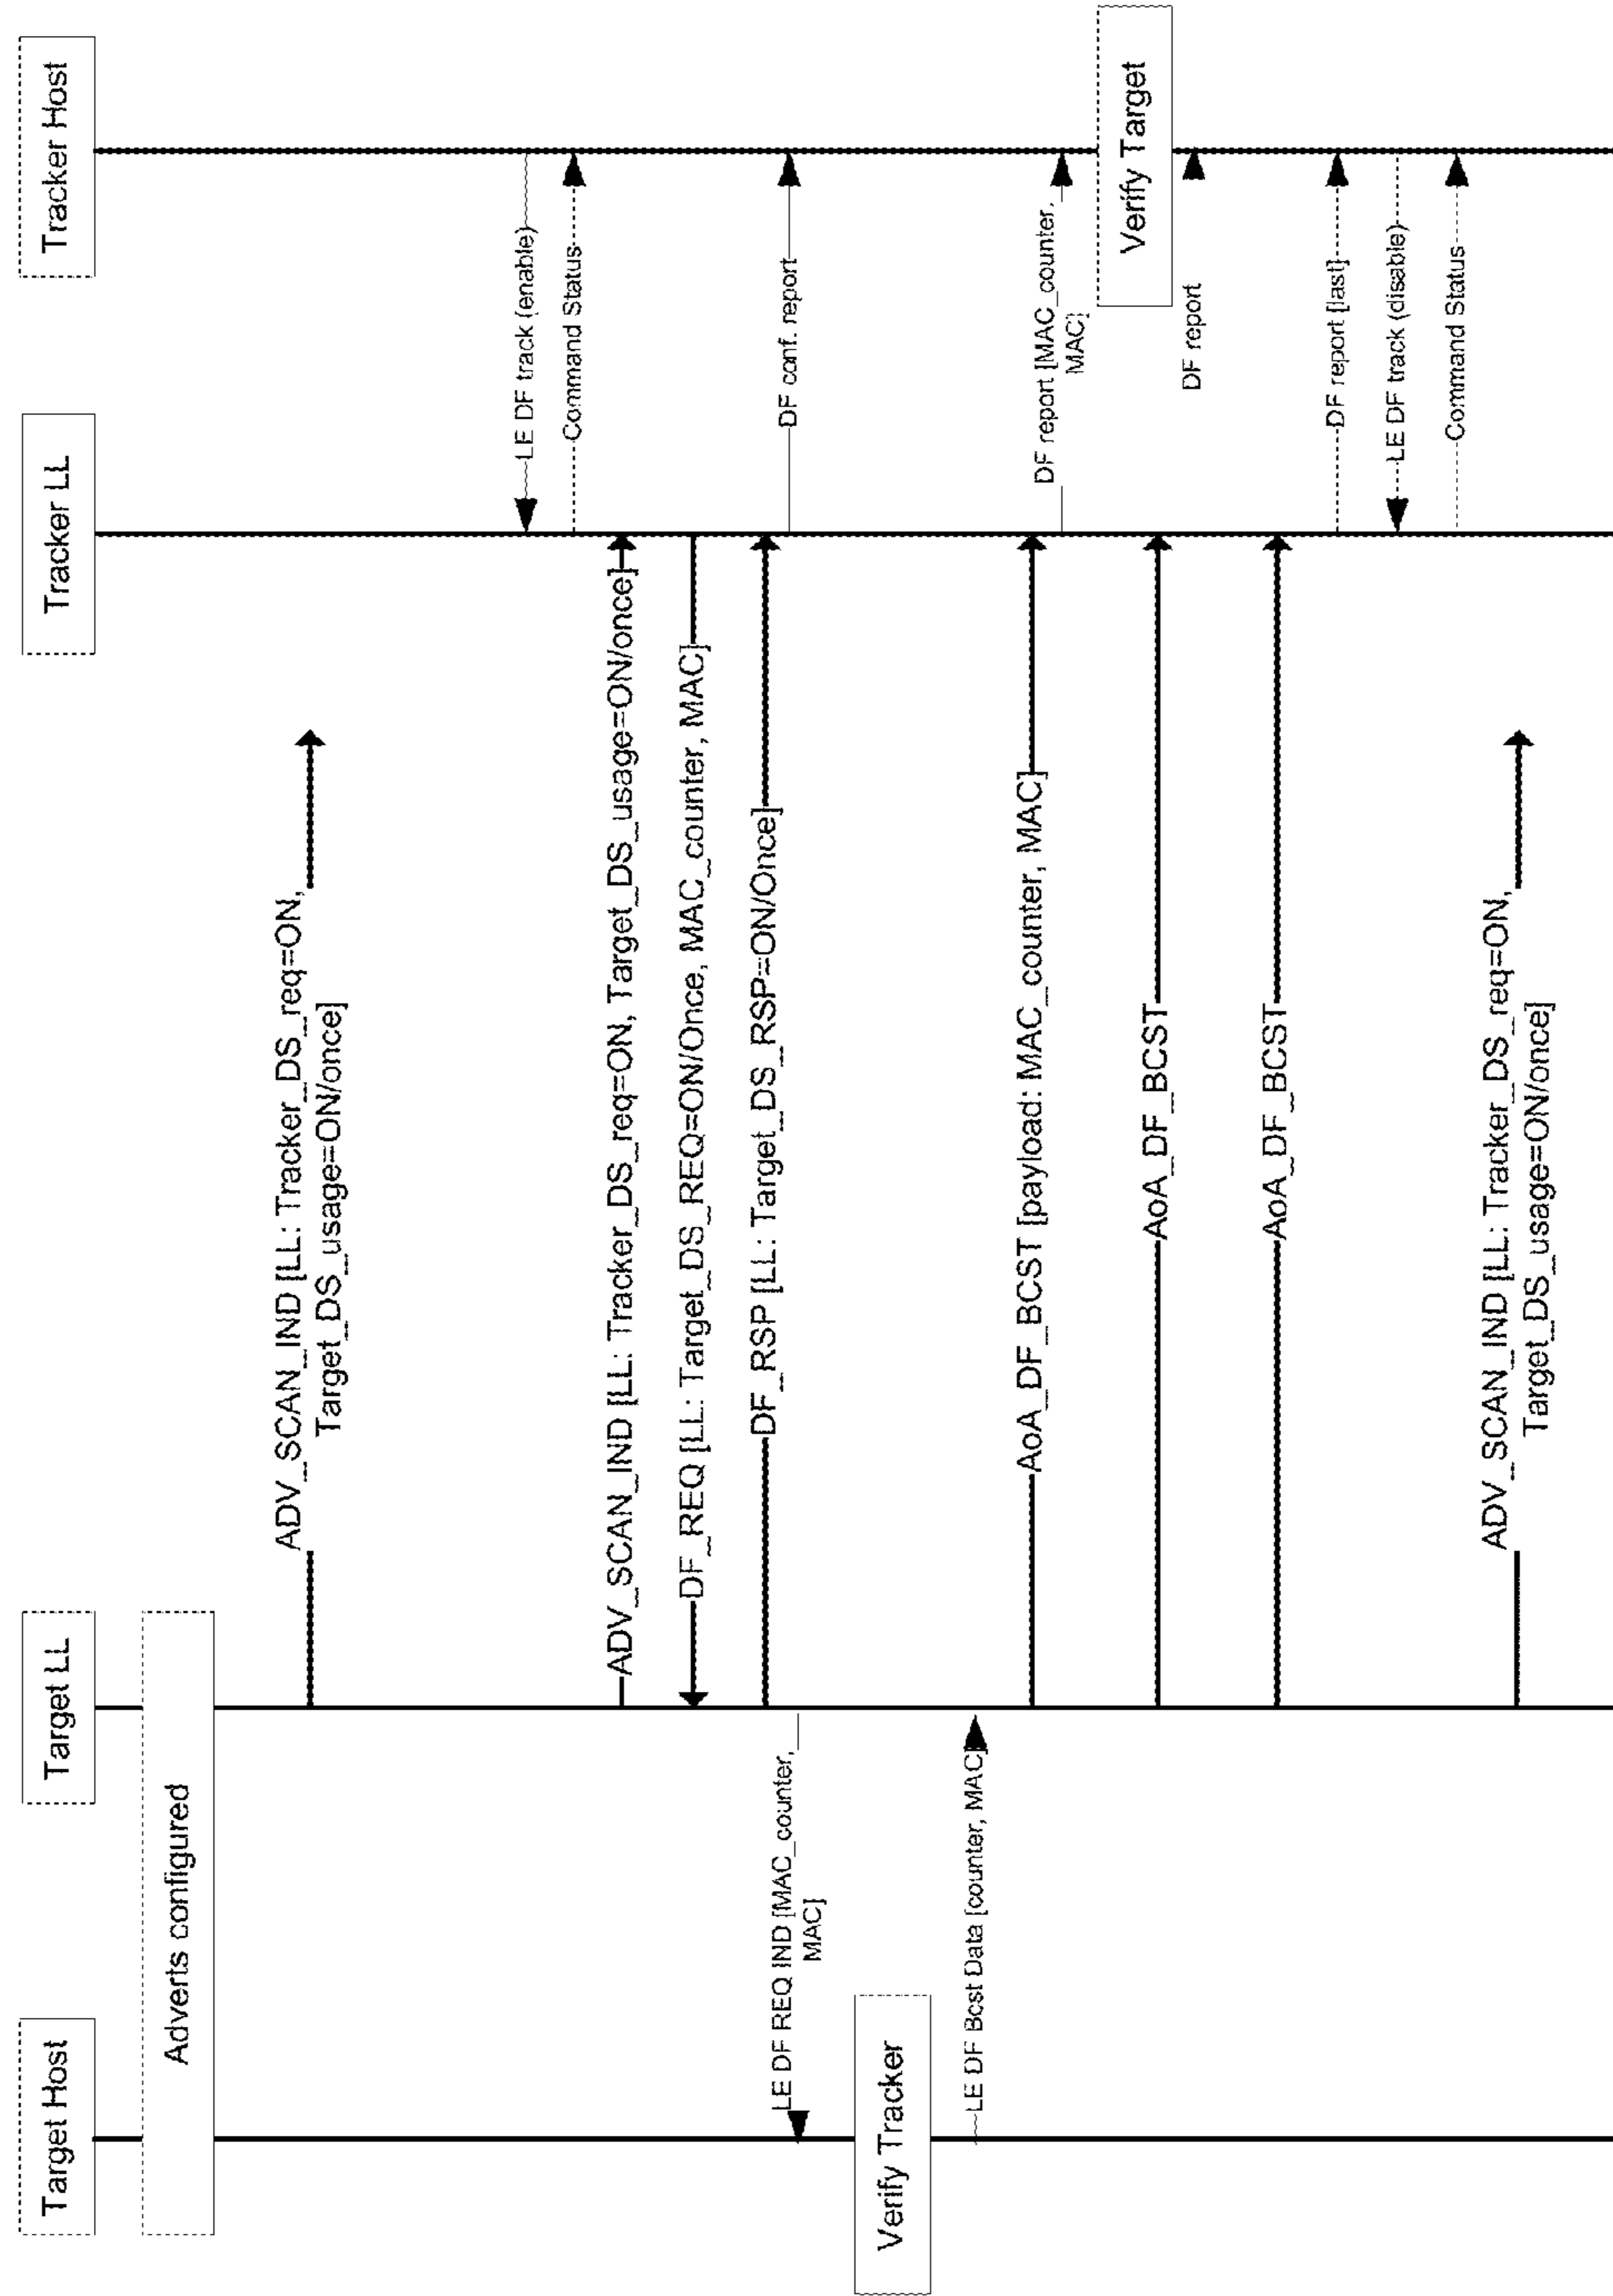 Target Host
Target LL
Tracker LL
Tracker Host
Adverts configured
ADV_SCAN_IND [LL: Tracker_DS_req=ON,
Target_DS_usage=ON/once]
LE DF track (enable)
Command Status
ADV_SCAN_IND [LL: Tracker_DS_req=ON, Target_DS_usage=ON/once]
DF_REQ [LL: Target_DS_REQ=ON/Once, MAC_counter, MAC]
DF_RSP [LL: Target_DS_RSP=ON/Once]
DF conf. report
LE DF REQ IND [MAC_counter,
MAC]
Verify Tracker
LE DF Bcst Data [counter, MAC]
AoA_DF_BCST [payload: MAC_counter, MAC]
DF report [MAC_counter,
MAC]
Verify Target
AoA_DF_BCST
DF report
AoA_DF_BCST
DF report [last]
LE DF track (disable)
Command Status
ADV_SCAN_IND [LL: Tracker_DS_req=ON,
Target_DS_usage=ON/once]